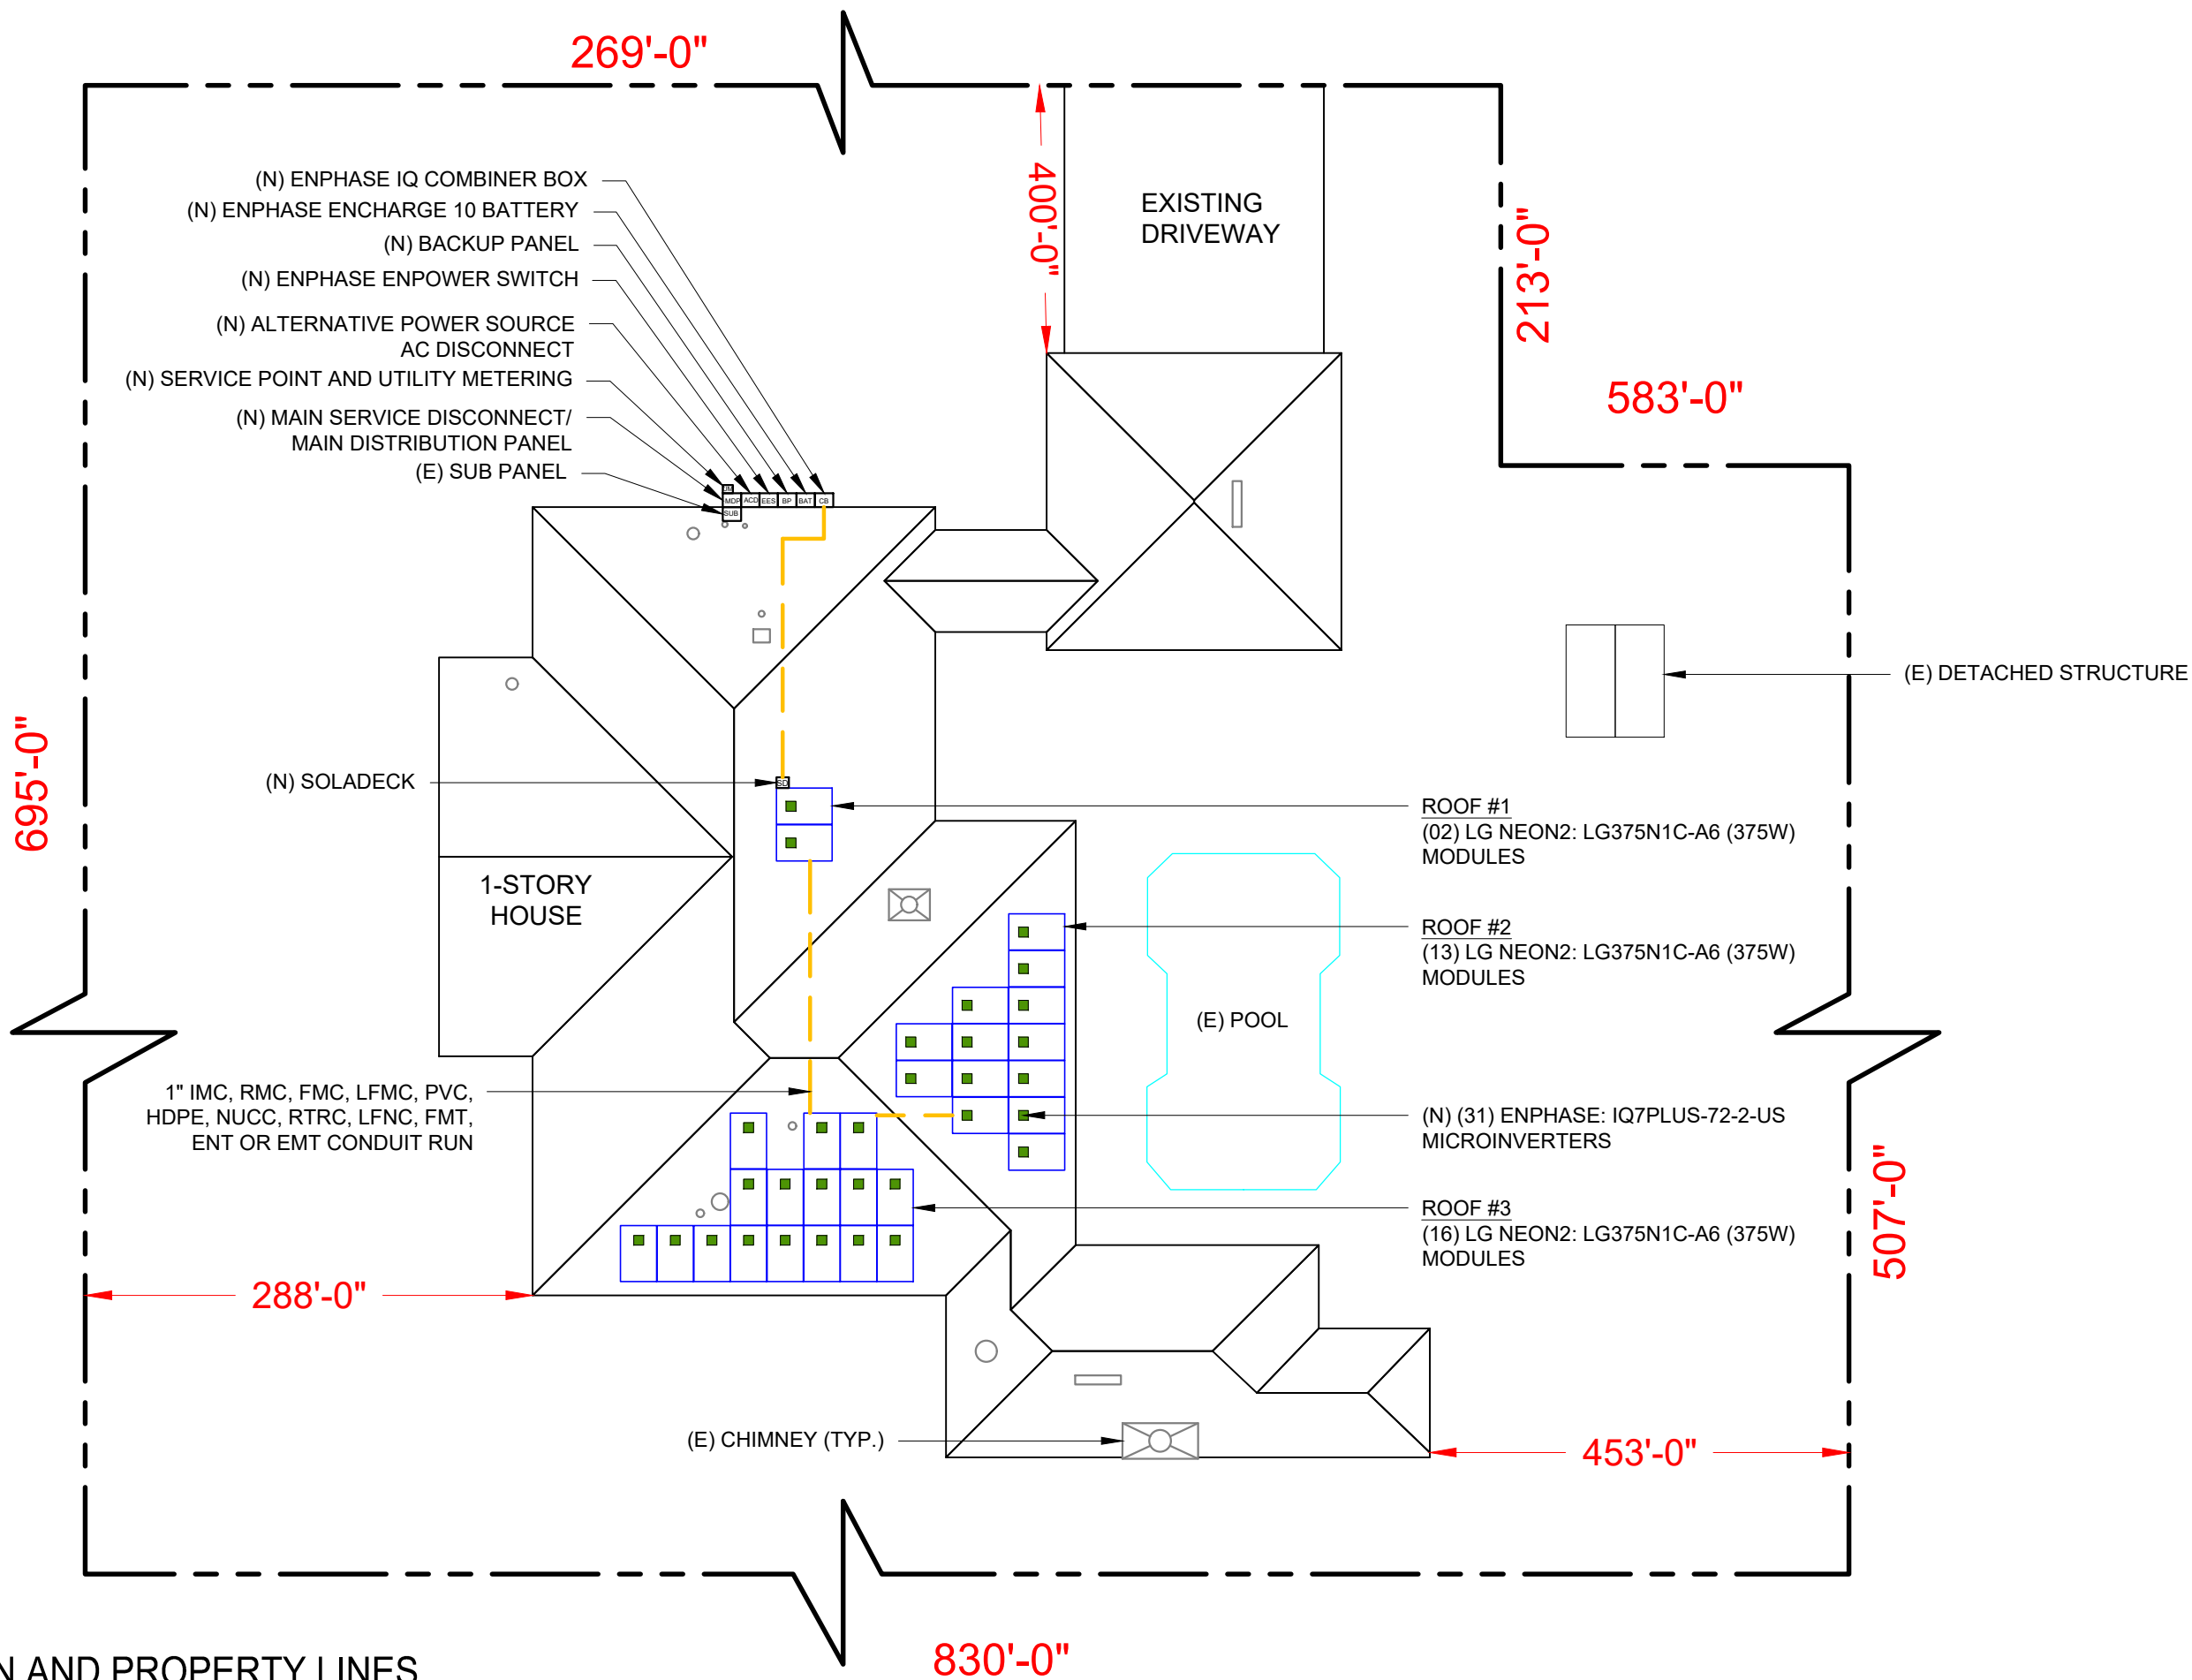 269'-0"
(N) ENPHASE IQ COMBINER BOX
(N) ENPHASE ENCHARGE 10 BATTERY
(N) BACKUP PANEL
(N) ENPHASE ENPOWER SWITCH
(N) ALTERNATIVE POWER SOURCE
AC DISCONNECT
(N) SERVICE POINT AND UTILITY METERING
(N) MAIN SERVICE DISCONNECT/
MAIN DISTRIBUTION PANEL
(E) SUB PANEL
400'-0"
EXISTING
DRIVEWAY
213'-0"
583'-0"
UM
MDP
ACD
EES
BP
BAT
CB
SUB
(E) DETACHED STRUCTURE
695'-0"
(N) SOLADECK
SD
ROOF #1
(02) LG NEON2: LG375N1C-A6 (375W)
MODULES
1-STORY
HOUSE
ROOF #2
(13) LG NEON2: LG375N1C-A6 (375W)
MODULES
(E) POOL
1" IMC, RMC, FMC, LFMC, PVC,
HDPE, NUCC, RTRC, LFNC, FMT,
ENT OR EMT CONDUIT RUN
(N) (31) ENPHASE: IQ7PLUS-72-2-US
MICROINVERTERS
ROOF #3
(16) LG NEON2: LG375N1C-A6 (375W)
MODULES
507'-0"
288'-0"
(E) CHIMNEY (TYP.)
453'-0"
830'-0"
N AND PROPERTY LINES